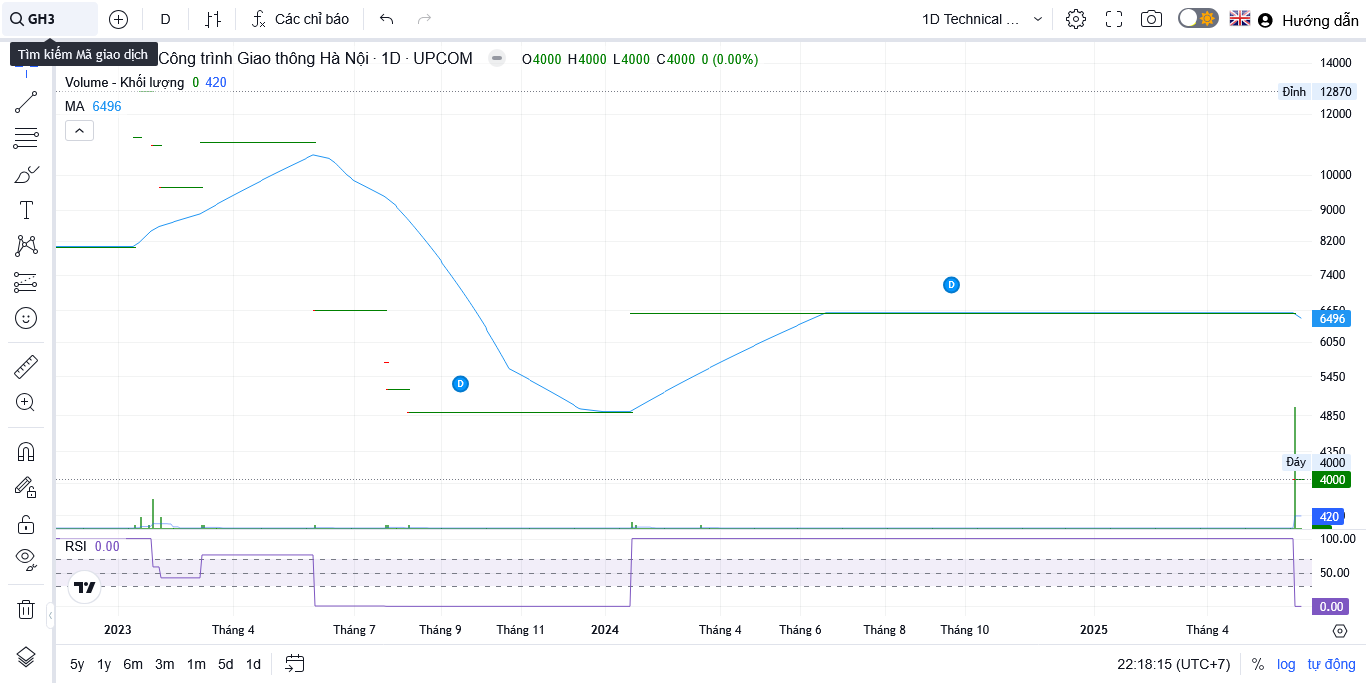 GH3
D
Các chỉ báo
1D Technical ...
Hướng dẫn
Tìm kiếm Mã giao dịch
Công trình Giao thông Hà Nội · 1D · UPCOM
O4000 H4000 L4000 C4000 0 (0.00%)
Volume - Khối lượng 0 420
MA 6496
14000
Đỉnh 12870
12000
10000
9000
8200
7400
D
6496
6050
5450
D
4850
4350
Đáy 4000
4000
420
RSI 0.00
100.00
50.00
0.00
2023 Tháng 4 Tháng 7 Tháng 9 Tháng 11 2024 Tháng 4 Tháng 6 Tháng 8 Tháng 10 2025 Tháng 4
5y 1y 6m 3m 1m 5d 1d
22:18:15 (UTC+7) % log tự động